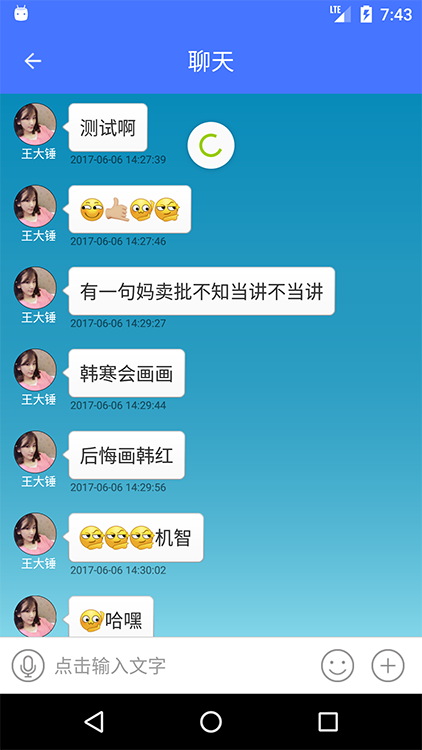 LTE 7:43
聊天
测试啊
王大锤
2017-06-06 14:27:39
王大锤
2017-06-06 14:27:46
有一句妈卖批不知当讲不当讲
王大锤
2017-06-06 14:29:27
韩寒会画画
王大锤
2017-06-06 14:29:44
后悔画韩红
王大锤
2017-06-06 14:29:56
机智
王大锤
2017-06-06 14:30:02
哈嘿
点击输入文字